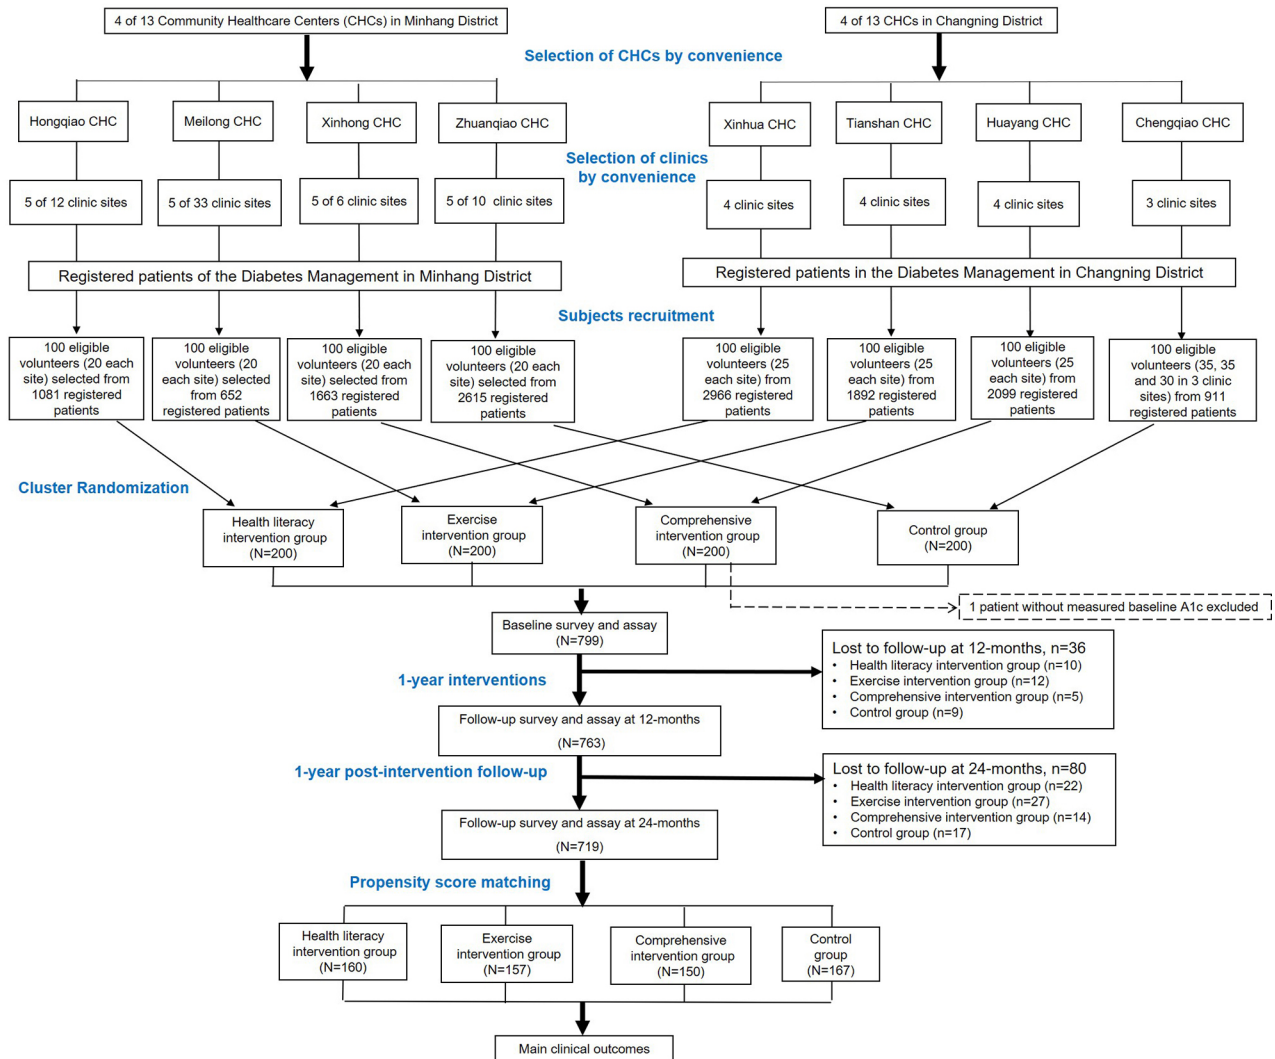 4 of 13 Community Healthcare Centers (CHCs) in Minhang District
4 of 13 CHCs in Changning District
Selection of CHCs by convenience
Hongqiao CHC
Meilong CHC
Xinhong CHC
Zhuanqiao CHC
Xinhua CHC
Tianshan CHC
Huayang CHC
Chengqiao CHC
Selection of clinics
by convenience
5 of 12 clinic sites
5 of 33 clinic sites
5 of 6 clinic sites
5 of 10 clinic sites
4 clinic sites
4 clinic sites
4 clinic sites
3 clinic sites
Registered patients of the Diabetes Management in Minhang District
Registered patients in the Diabetes Management in Changning District
Subjects recruitment
100 eligible
volunteers (20 each
site) selected from
1081 registered
patients
100 eligible
volunteers (20 each
site) selected
from 652
registered patients
100 eligible
volunteers (20 each
site) selected from
1663 registered
patients
100 eligible
volunteers (20 each
site) selected from
2615 registered
patients
100 eligible
volunteers (25
each site) from
2966 registered
patients
100 eligible
volunteers (25
each site) from
1892 registered
patients
100 eligible
volunteers (25
each site) from
2099 registered
patients
100 eligible
volunteers (35, 35
and 30 in 3 clinic
sites) from 911
registered patients
Cluster Randomization
Health literacy
intervention group
(N=200)
Exercise
intervention group
(N=200)
Comprehensive
intervention group
(N=200)
Control group
(N=200)
1 patient without measured baseline A1c excluded
Baseline survey and assay
(N=799)
Lost to follow-up at 12-months, n=36
• Health literacy intervention group (n=10)
• Exercise intervention group (n=12)
• Comprehensive intervention group (n=5)
• Control group (n=9)
1-year interventions
Follow-up survey and assay at 12-months
(N=763)
1-year post-intervention follow-up
Lost to follow-up at 24-months, n=80
• Health literacy intervention group (n=22)
• Exercise intervention group (n=27)
• Comprehensive intervention group (n=14)
• Control group (n=17)
Follow-up survey and assay at 24-months
(N=719)
Propensity score matching
Health literacy
intervention group
(N=160)
Exercise
intervention group
(N=157)
Comprehensive
intervention group
(N=150)
Control
group
(N=167)
Main clinical outcomes